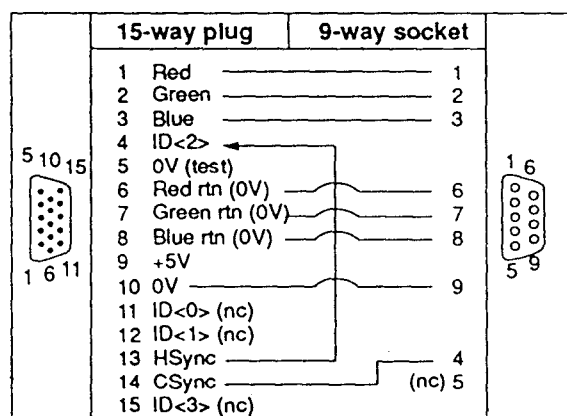 15-way plug 9-way socket
1 Red 1
2 Green 2
3 Blue 3
4 ID<2>
5 0V (test)
6 Red rtn (0V) 6
7 Green rtn (0V) 7
8 Blue rtn (0V) 8
9 +5V
10 0V 9
11 ID<0> (nc)
12 ID<1> (nc)
13 HSync 4
14 CSync (nc) 5
15 ID<3> (nc)
5 10 15
1 6 11
1 6
5 9